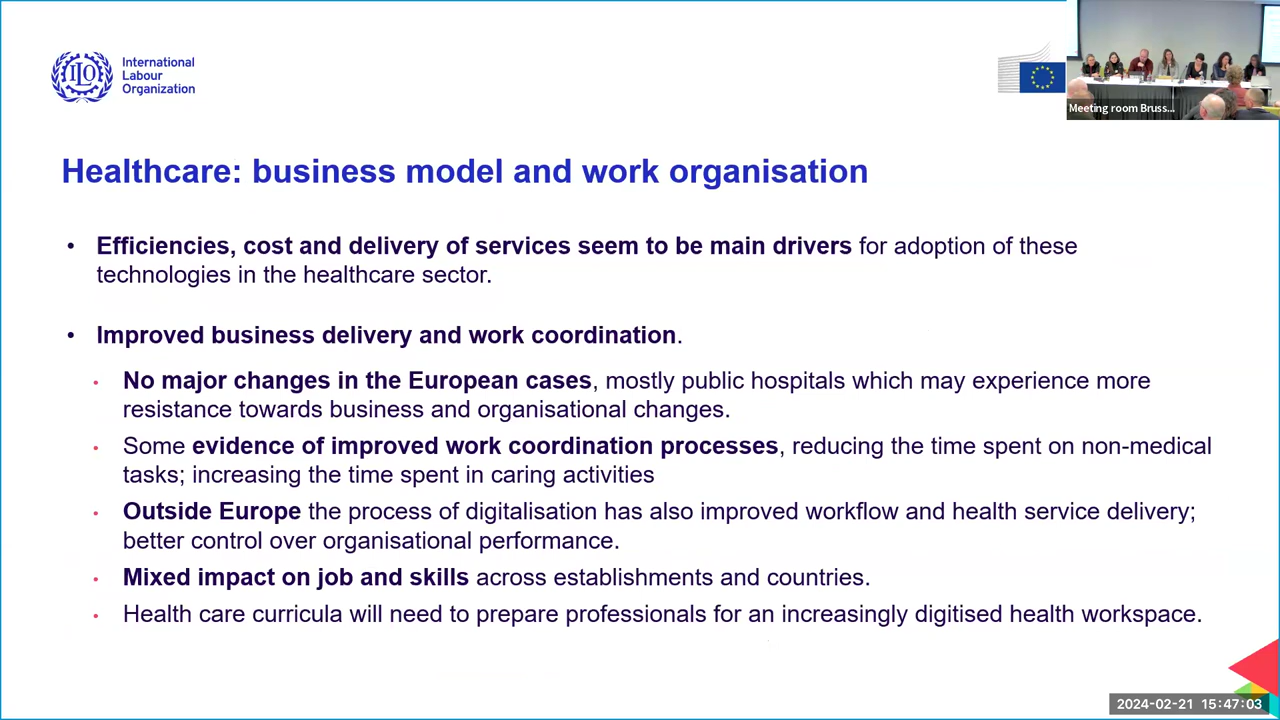 International
Labour
Organization
ILO
Meeting room Bruss...
Healthcare: business model and work organisation
• Efficiencies, cost and delivery of services seem to be main drivers for adoption of these
technologies in the healthcare sector.
• Improved business delivery and work coordination.
• No major changes in the European cases, mostly public hospitals which may experience more
resistance towards business and organisational changes.
• Some evidence of improved work coordination processes, reducing the time spent on non-medical
tasks; increasing the time spent in caring activities
• Outside Europe the process of digitalisation has also improved workflow and health service delivery;
better control over organisational performance.
• Mixed impact on job and skills across establishments and countries.
• Health care curricula will need to prepare professionals for an increasingly digitised health workspace.
2024-02-21 15:47:03